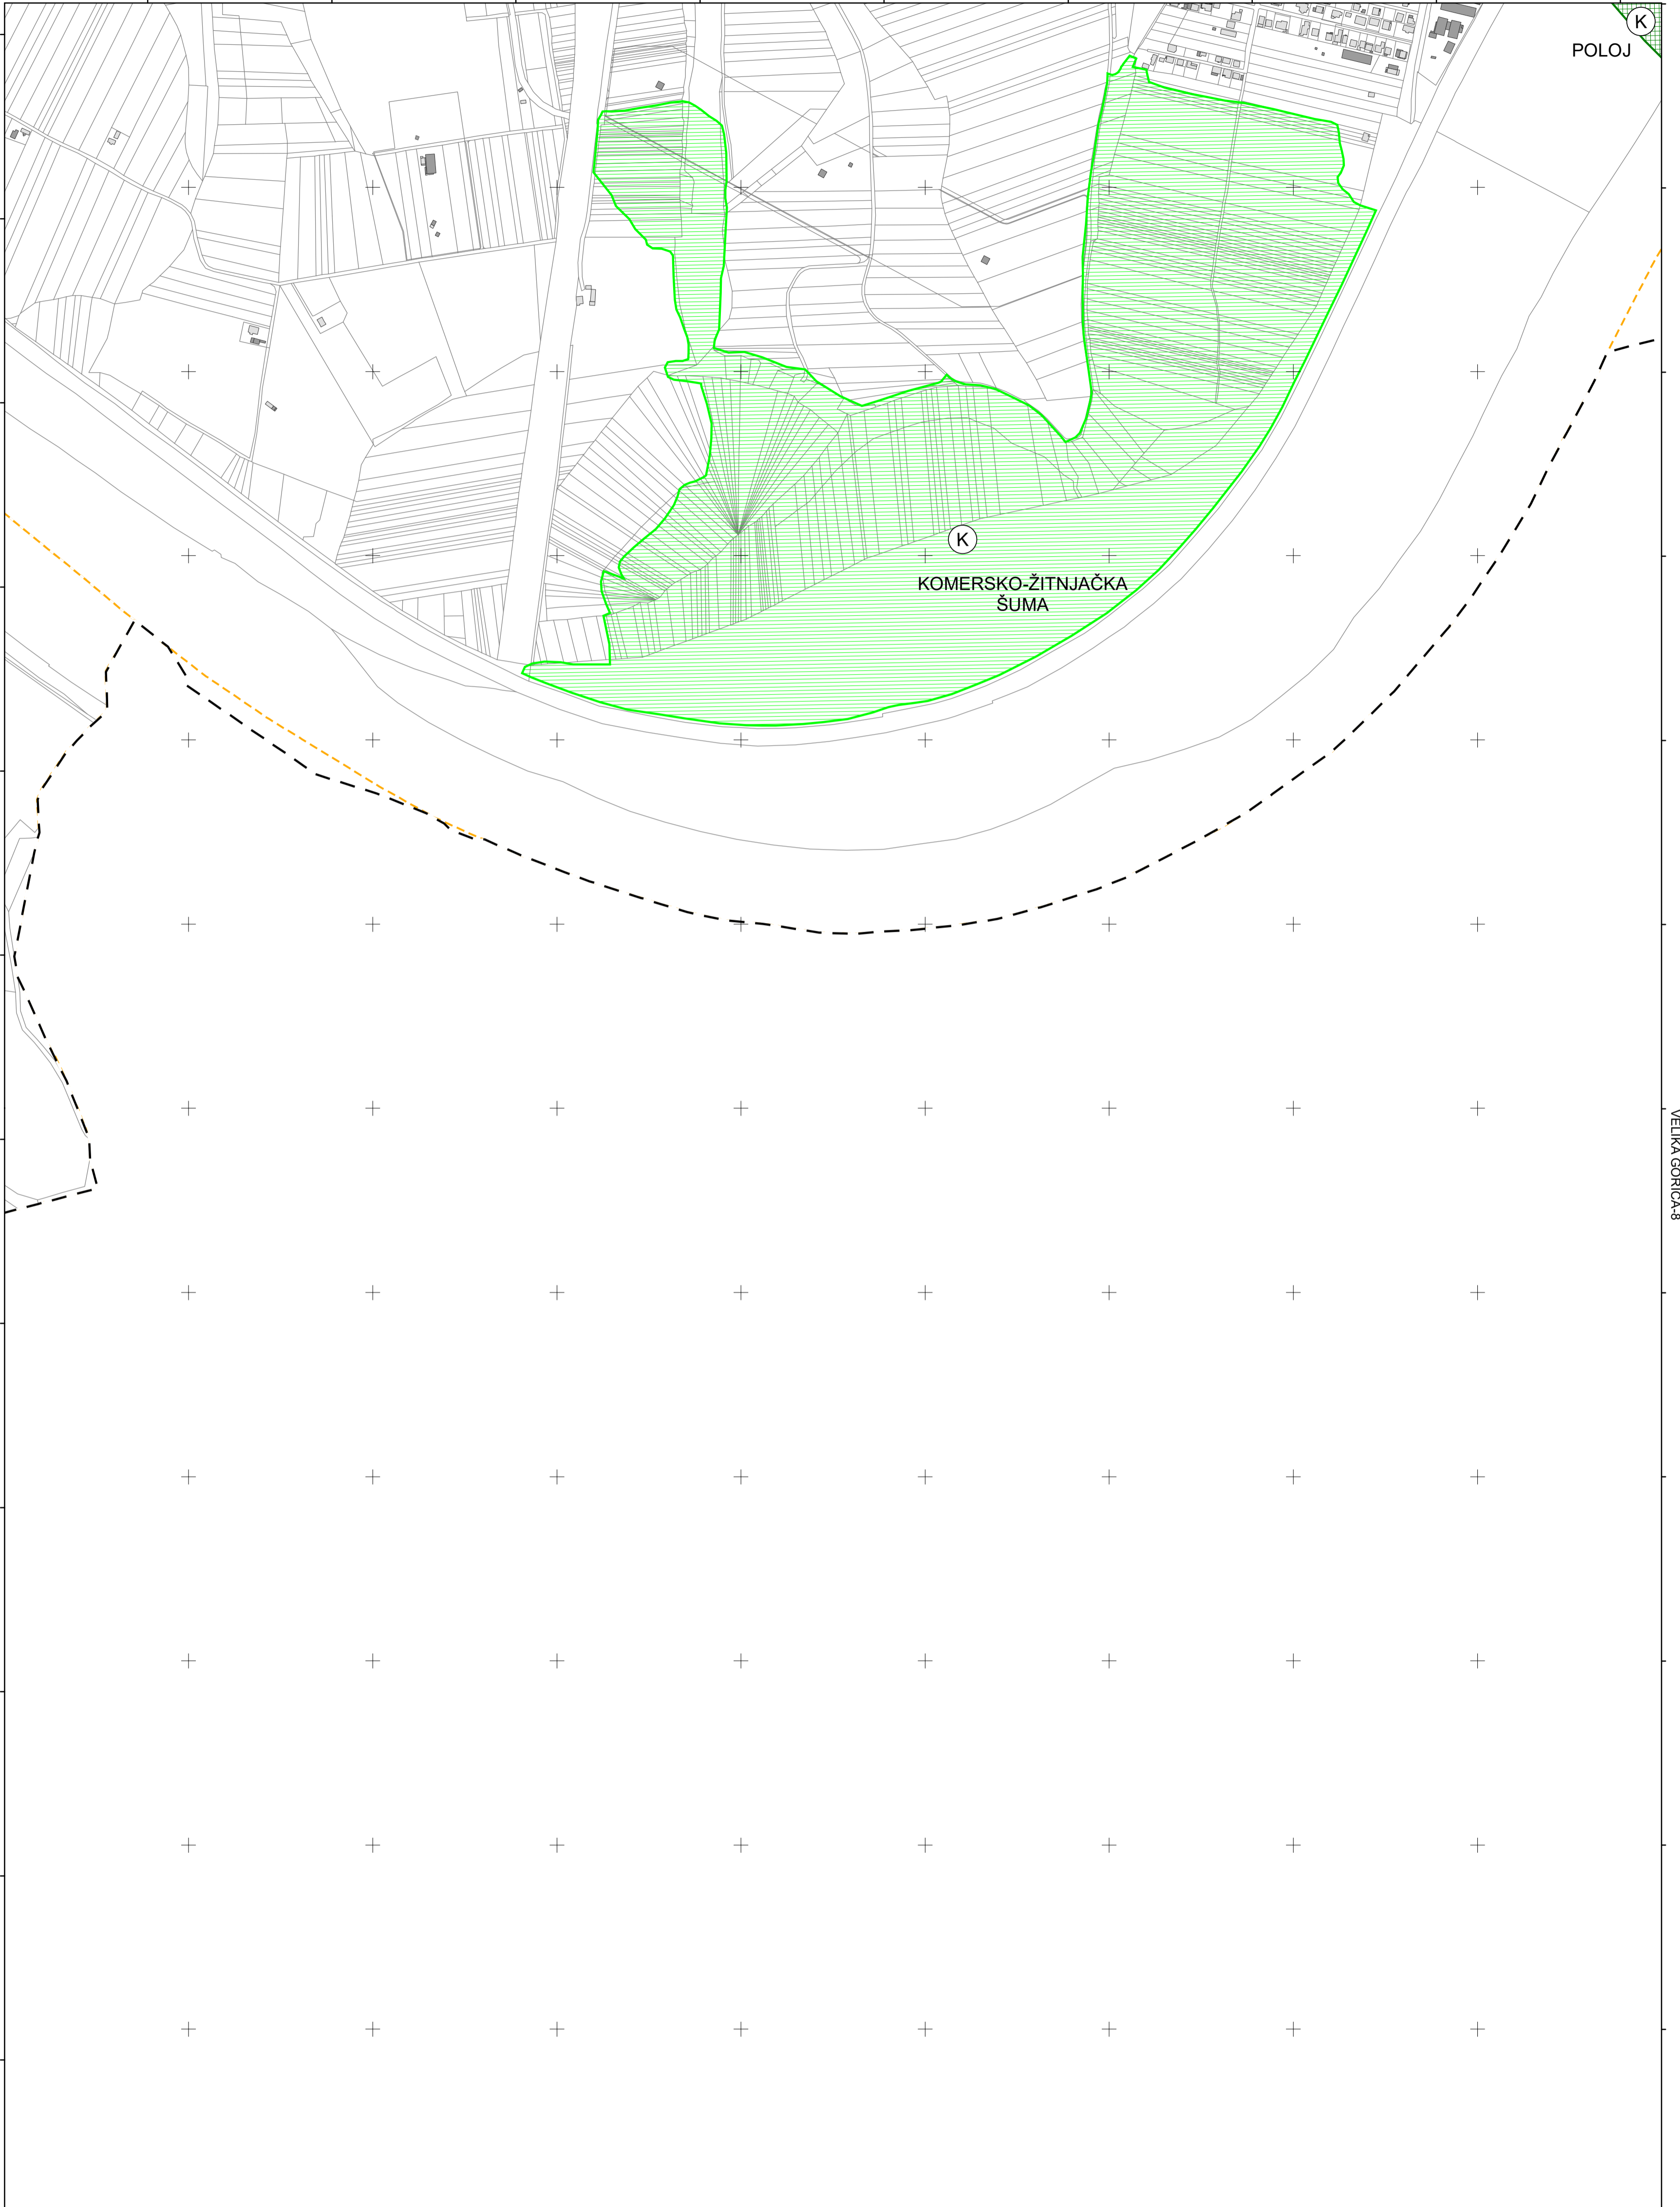 K
POLOJ
K
KOMERSKO-ŽITNJAČKA
ŠUMA
VELIKA GORICA-8